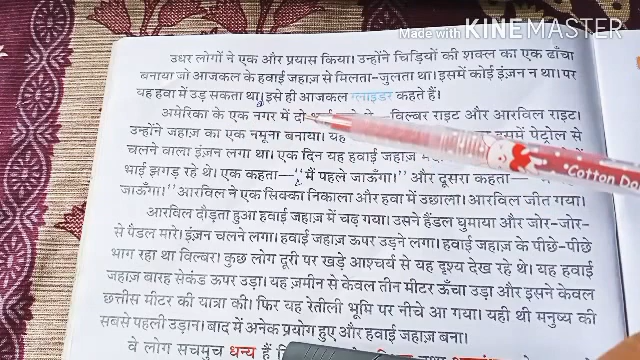 Made with KINEMASTER
उधर लोगों ने एक और प्रयास किया। उन्होंने चिड़ियों की शक्ल का एक ढाँचा
बनाया जो आजकल के हवाई जहाज़ से मिलता-जुलता था। इसमें कोई इंजन न था। पर
यह हवा में उड़ सकता था। इसे ही आजकल ग्लाइडर कहते हैं।
अमेरिका के एक नगर में दो विल्बर राइट और आरविल राइट।
उन्होंने जहाज़ का एक नमूना बनाया। यह इसमें पेट्रोल से
चलने वाला इंजन लगा था। एक दिन यह हवाई जहाज़
भाई झगड़ रहे थे। एक कहता—“मैं पहले जाऊँगा।” और दूसरा कहता—
जाऊँगा।” आरविल ने एक सिक्का निकाला और हवा में उछाला। आरविल जीत गया।
आरविल दौड़ता हुआ हवाई जहाज़ में चढ़ गया। उसने हैंडल घुमाया और जोर-जोर-
से पैडल मारे। इंजन चलने लगा। हवाई जहाज़ ऊपर उड़ने लगा। हवाई जहाज़ के पीछे-पीछे
भाग रहा था विल्बर। कुछ लोग दूरी पर खड़े आश्चर्य से यह दृश्य देख रहे थे। यह हवाई
जहाज़ बारह सेकंड ऊपर उड़ा। यह ज़मीन से केवल तीन मीटर ऊँचा उड़ा और इसने केवल
छत्तीस मीटर की यात्रा की। फिर यह रेतीली भूमि पर नीचे आ गया। यही थी मनुष्य की
सबसे पहली उड़ान। बाद में अनेक प्रयोग हुए और हवाई जहाज़ बना।
वे लोग सचमुच धन्य हैं
"Cotton Do